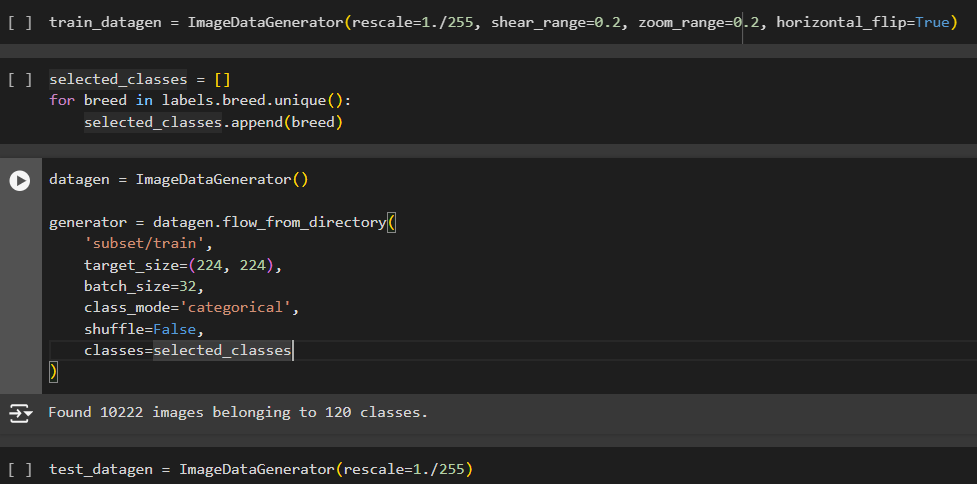 [ ] train_datagen = ImageDataGenerator(rescale=1./255, shear_range=0.2, zoom_range=0.2, horizontal_flip=True)
[ ] selected_classes = []
for breed in labels.breed.unique():
    selected_classes.append(breed)
datagen = ImageDataGenerator()
generator = datagen.flow_from_directory(
    'subset/train',
    target_size=(224, 224),
    batch_size=32,
    class_mode='categorical',
    shuffle=False,
    classes=selected_classes
)
Found 10222 images belonging to 120 classes.
[ ] test_datagen = ImageDataGenerator(rescale=1./255)